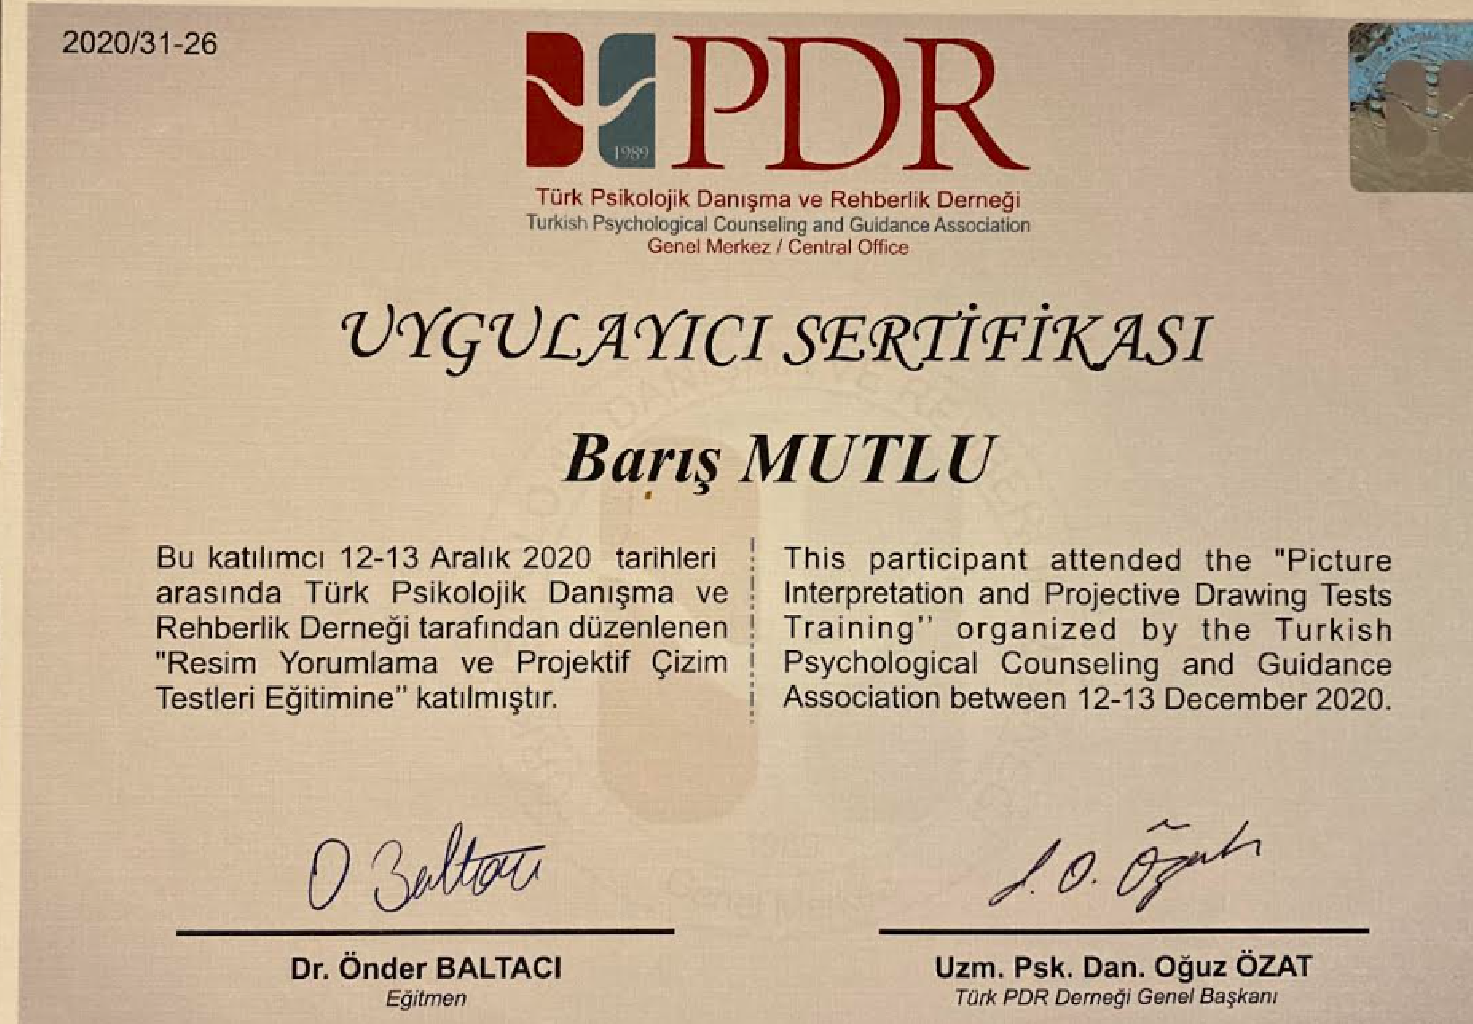 2020/31-26
PDR
1989
Türk Psikolojik Danışma ve Rehberlik Derneği
Turkish Psychological Counseling and Guidance Association
Genel Merkez / Central Office
UYGULAYICI SERTİFİKASI
Barış MUTLU
Bu katılımcı 12-13 Aralık 2020 tarihleri
arasında Türk Psikolojik Danışma ve
Rehberlik Derneği tarafından düzenlenen
"Resim Yorumlama ve Projektif Çizim
Testleri Eğitimine" katılmıştır.
This participant attended the "Picture
Interpretation and Projective Drawing Tests
Training" organized by the Turkish
Psychological Counseling and Guidance
Association between 12-13 December 2020.
O Baltacı
Dr. Önder BALTACI
Eğitmen
Uzm. Psk. Dan. Oğuz ÖZAT
Türk PDR Derneği Genel Başkanı